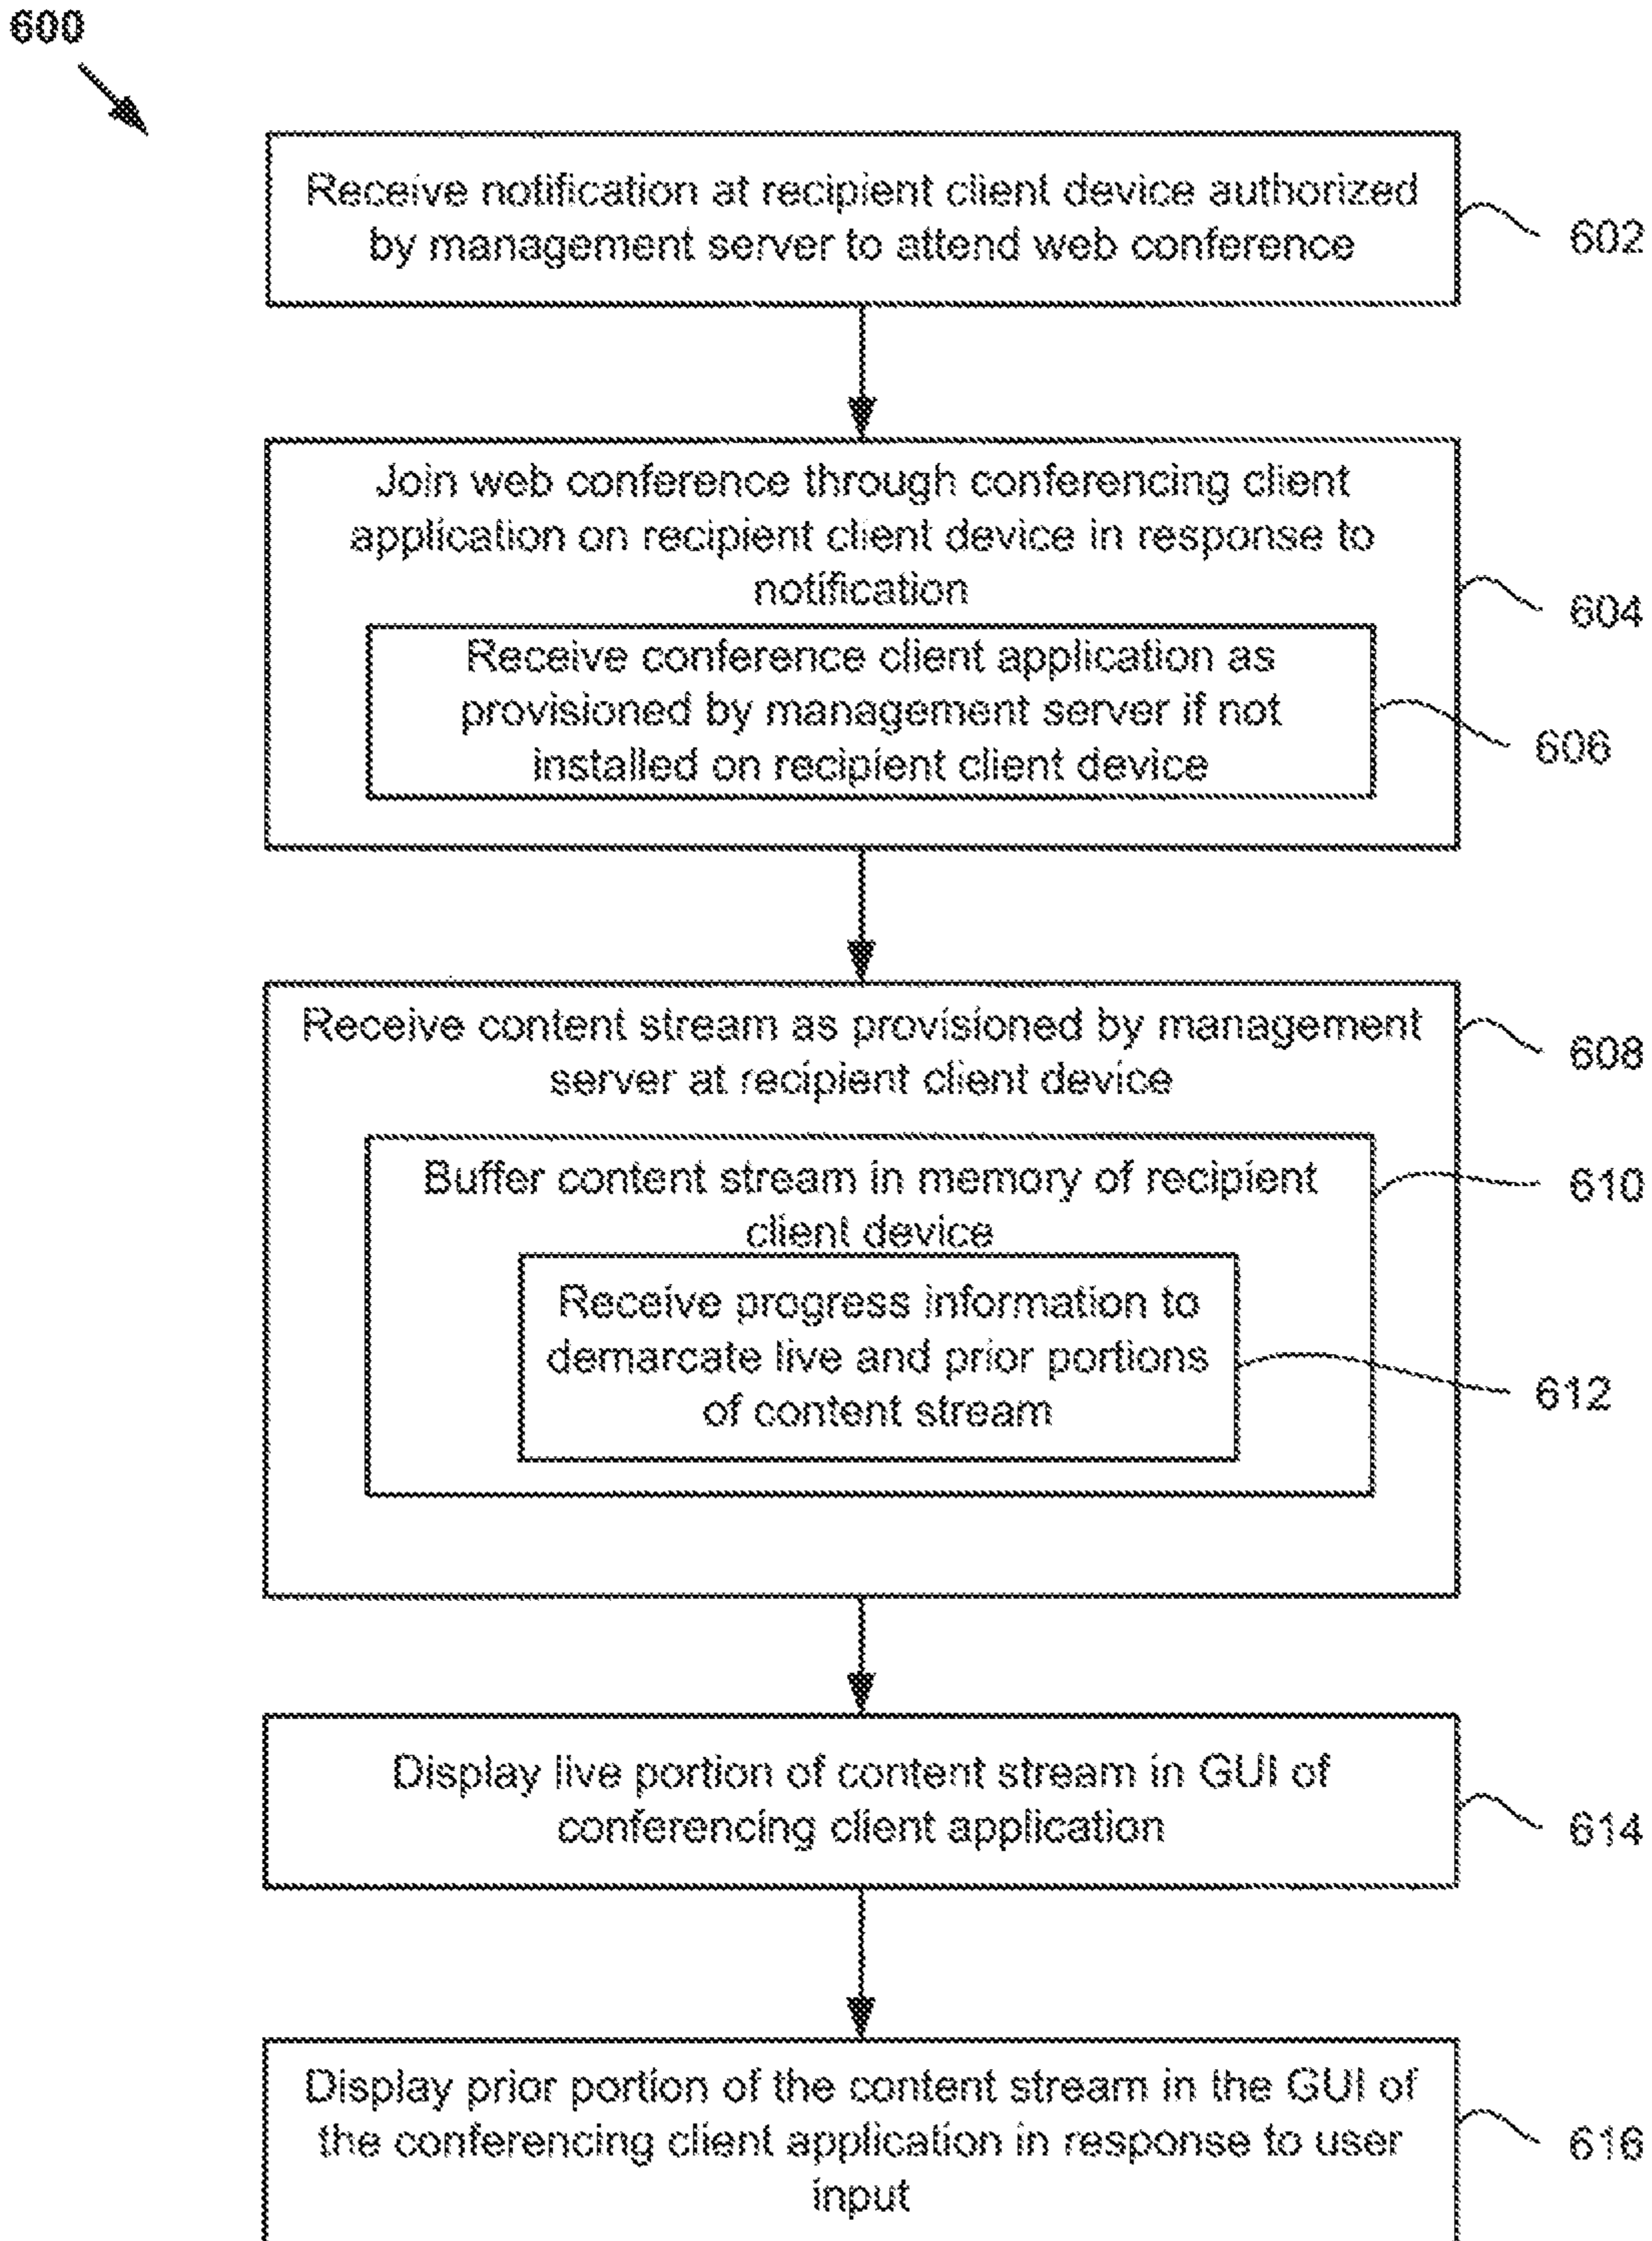 600
Receive notification at recipient client device authorized
by management server to attend web conference
602
Join web conference through conferencing client
application on recipient client device in response to
notification
604
Receive conference client application as
provisioned by management server if not
installed on recipient client device
606
Receive content stream as provisioned by management
server at recipient client device
608
Buffer content stream in memory of recipient
client device
610
Receive progress information to
demarcate live and prior portions
of content stream
612
Display live portion of content stream in GUI of
conferencing client application
614
Display prior portion of the content stream in the GUI of
the conferencing client application in response to user
input
616